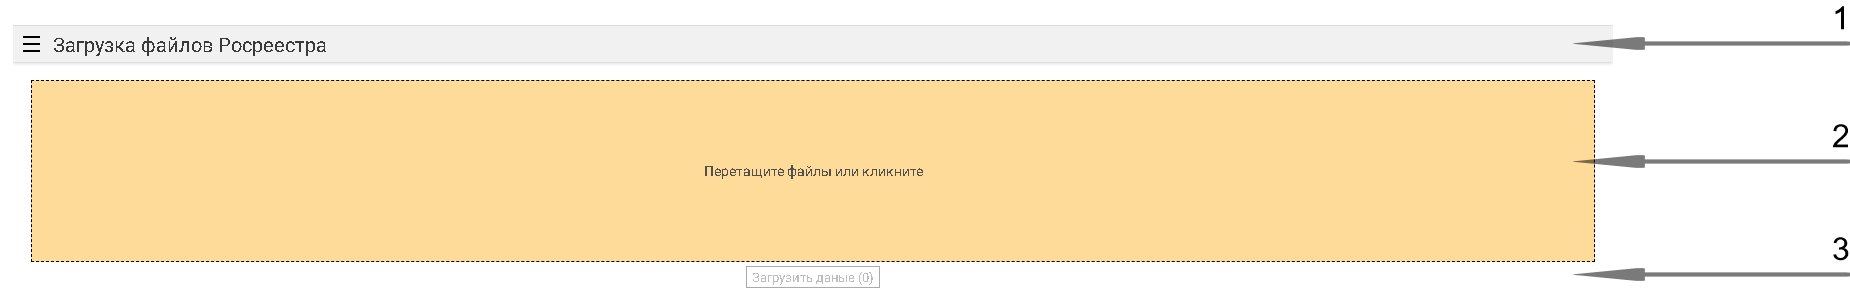 1
Загрузка файлов Росреестра
2
Перетащите файлы или кликните
3
Загрузить даные (0)